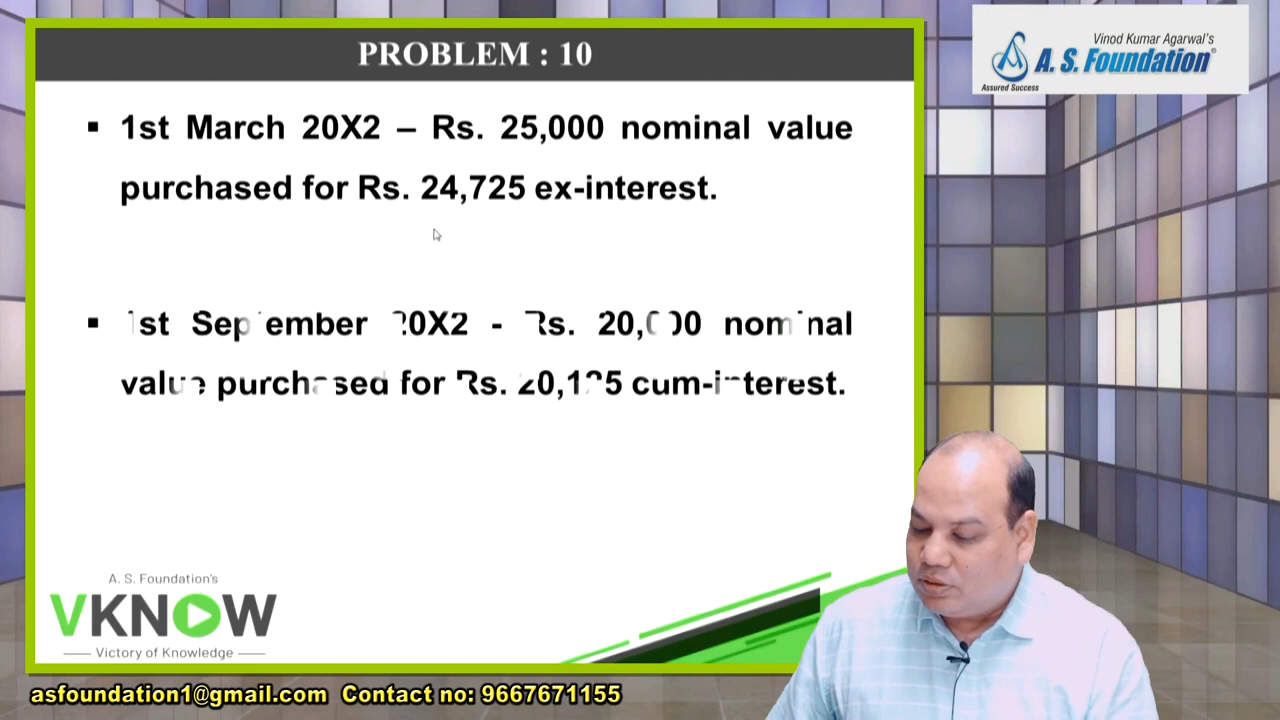 PROBLEM : 10
Vinod Kumar Agarwal's
A. S. Foundation
Assured Success
▪ 1st March 20X2 – Rs. 25,000 nominal value
purchased for Rs. 24,725 ex-interest.
▪ 1st September 20X2 - Rs. 20,000 nominal
value purchased for Rs. cum-interest.
A. S. Foundation's
VKNOW
Victory of Knowledge
asfoundation1@gmail.com Contact no: 9667671155